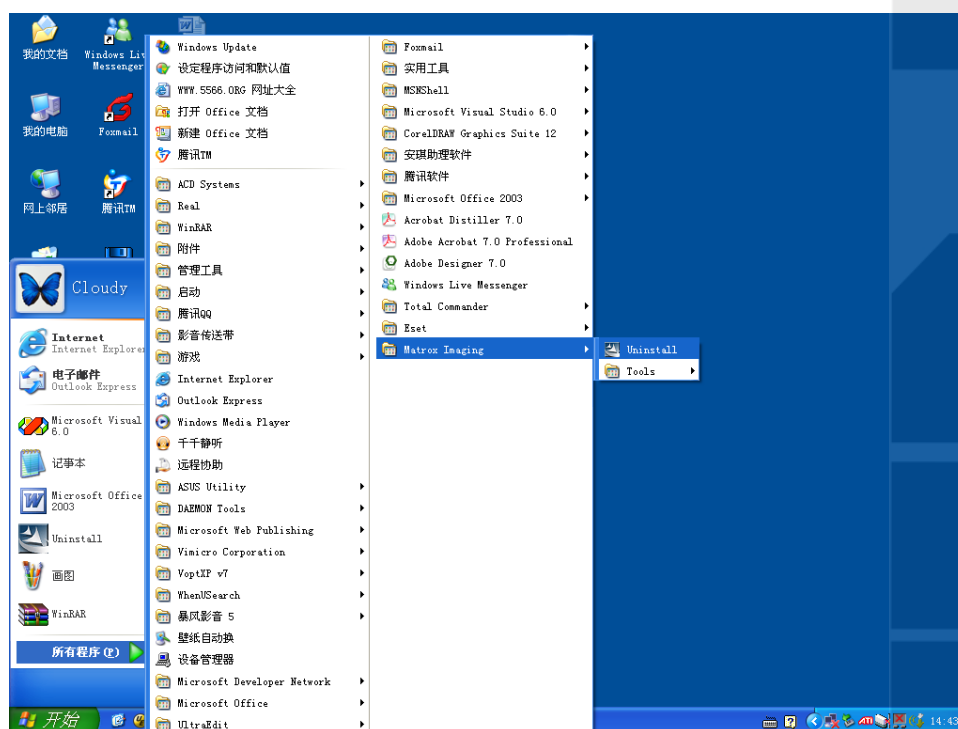 我的文档
Windows Liv
Messenger
我的电脑
Foxmail
网上邻居
腾讯TM
Cloudy
Internet
Internet Explore
电子邮件
Outlook Express
Microsoft Visual
6.0
记事本
Microsoft Office
2003
Uninstall
画图
WinRAR
所有程序(P)
开始
Windows Update
设定程序访问和默认值
WWW.5566.ORG 网址大全
打开 Office 文档
新建 Office 文档
腾讯TM
ACD Systems
Real
WinRAR
附件
管理工具
启动
腾讯QQ
影音传送带
游戏
Internet Explorer
Outlook Express
Windows Media Player
千千静听
远程协助
ASUS Utility
DAEMON Tools
Microsoft Web Publishing
Vimicro Corporation
VoptXP v7
WhenUSearch
暴风影音 5
壁纸自动换
设备管理器
Microsoft Developer Network
Microsoft Office
UltraEdit
Foxmail
实用工具
MSNShell
Microsoft Visual Studio 6.0
CorelDRAW Graphics Suite 12
安琪助理软件
腾讯软件
Microsoft Office 2003
Acrobat Distiller 7.0
Adobe Acrobat 7.0 Professional
Adobe Designer 7.0
Windows Live Messenger
Total Commander
Eset
Matrox Imaging
Uninstall
Tools
14:43